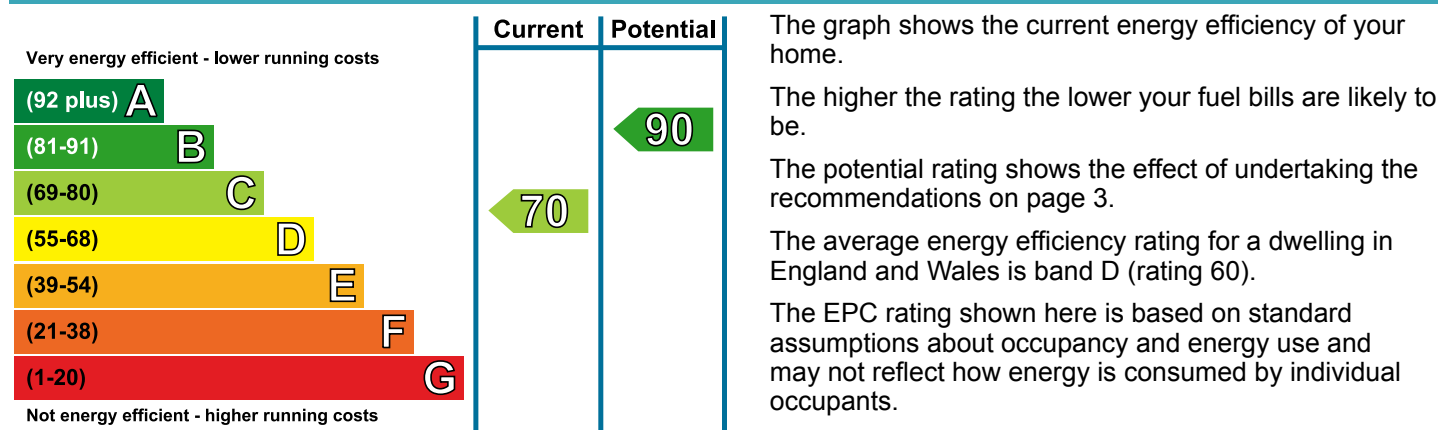 Current Potential
Very energy efficient - lower running costs
(92 plus) A
(81-91) B
(69-80) C
(55-68) D
(39-54) E
(21-38) F
(1-20) G
Not energy efficient - higher running costs
70
90
The graph shows the current energy efficiency of your
home.
The higher the rating the lower your fuel bills are likely to
be.
The potential rating shows the effect of undertaking the
recommendations on page 3.
The average energy efficiency rating for a dwelling in
England and Wales is band D (rating 60).
The EPC rating shown here is based on standard
assumptions about occupancy and energy use and
may not reflect how energy is consumed by individual
occupants.